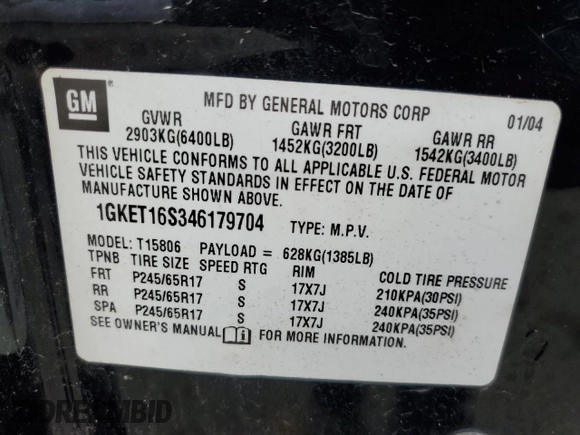 GM
MFD BY GENERAL MOTORS CORP 01/04
GVWR GAWR FRT GAWR RR
2903KG(6400LB) 1452KG(3200LB) 1542KG(3400LB)
THIS VEHICLE CONFORMS TO ALL APPLICABLE U.S. FEDERAL MOTOR
VEHICLE SAFETY STANDARDS IN EFFECT ON THE DATE OF
MANUFACTURE SHOWN ABOVE.
1GKET16S346179704 TYPE: M.P.V.
MODEL: T15806 PAYLOAD = 628KG(1385LB)
TPNB TIRE SIZE SPEED RTG RIM COLD TIRE PRESSURE
FRT P245/65R17 S 17X7J 210KPA(30PSI)
RR P245/65R17 S 17X7J 240KPA(35PSI)
SPA P245/65R17 S 17X7J 240KPA(35PSI)
SEE OWNER'S MANUAL FOR MORE INFORMATION.